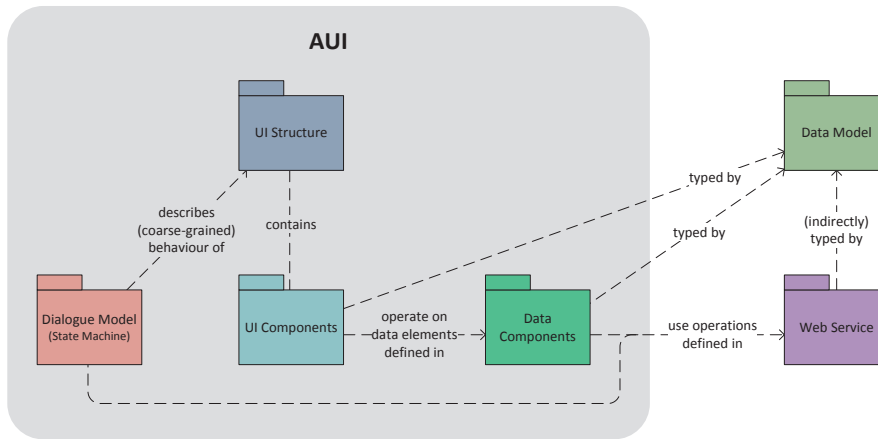 AUI
UI Structure
Data Model
describes
(coarse-grained)
behaviour of
contains
typed by
typed by
(indirectly)
typed by
Dialogue Model
(State Machine)
UI Components
operate on
data elements
defined in
Data
Components
use operations
defined in
Web Service